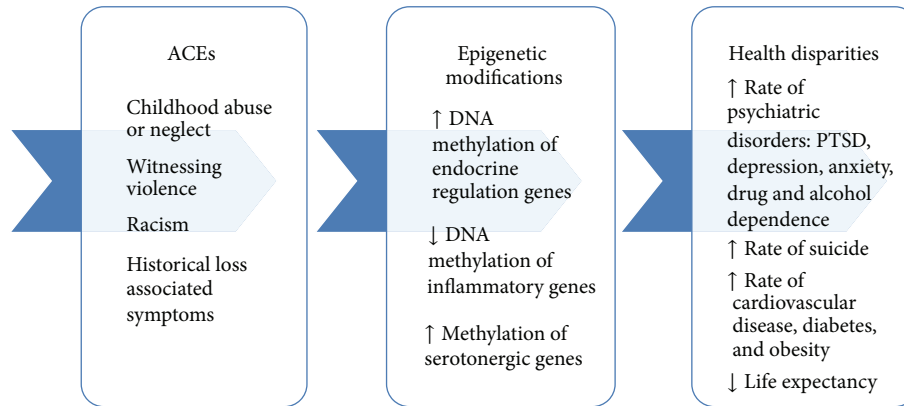 ACEs
Childhood abuse
or neglect
Witnessing
violence
Racism
Historical loss
associated
symptoms
Epigenetic
modifications
↑ DNA
methylation of
endocrine
regulation genes
↓ DNA
methylation of
inflammatory genes
↑ Methylation of
serotonergic genes
Health disparities
↑ Rate of
psychiatric
disorders: PTSD,
depression, anxiety,
drug and alcohol
dependence
↑ Rate of suicide
↑ Rate of
cardiovascular
disease, diabetes,
and obesity
↓ Life expectancy